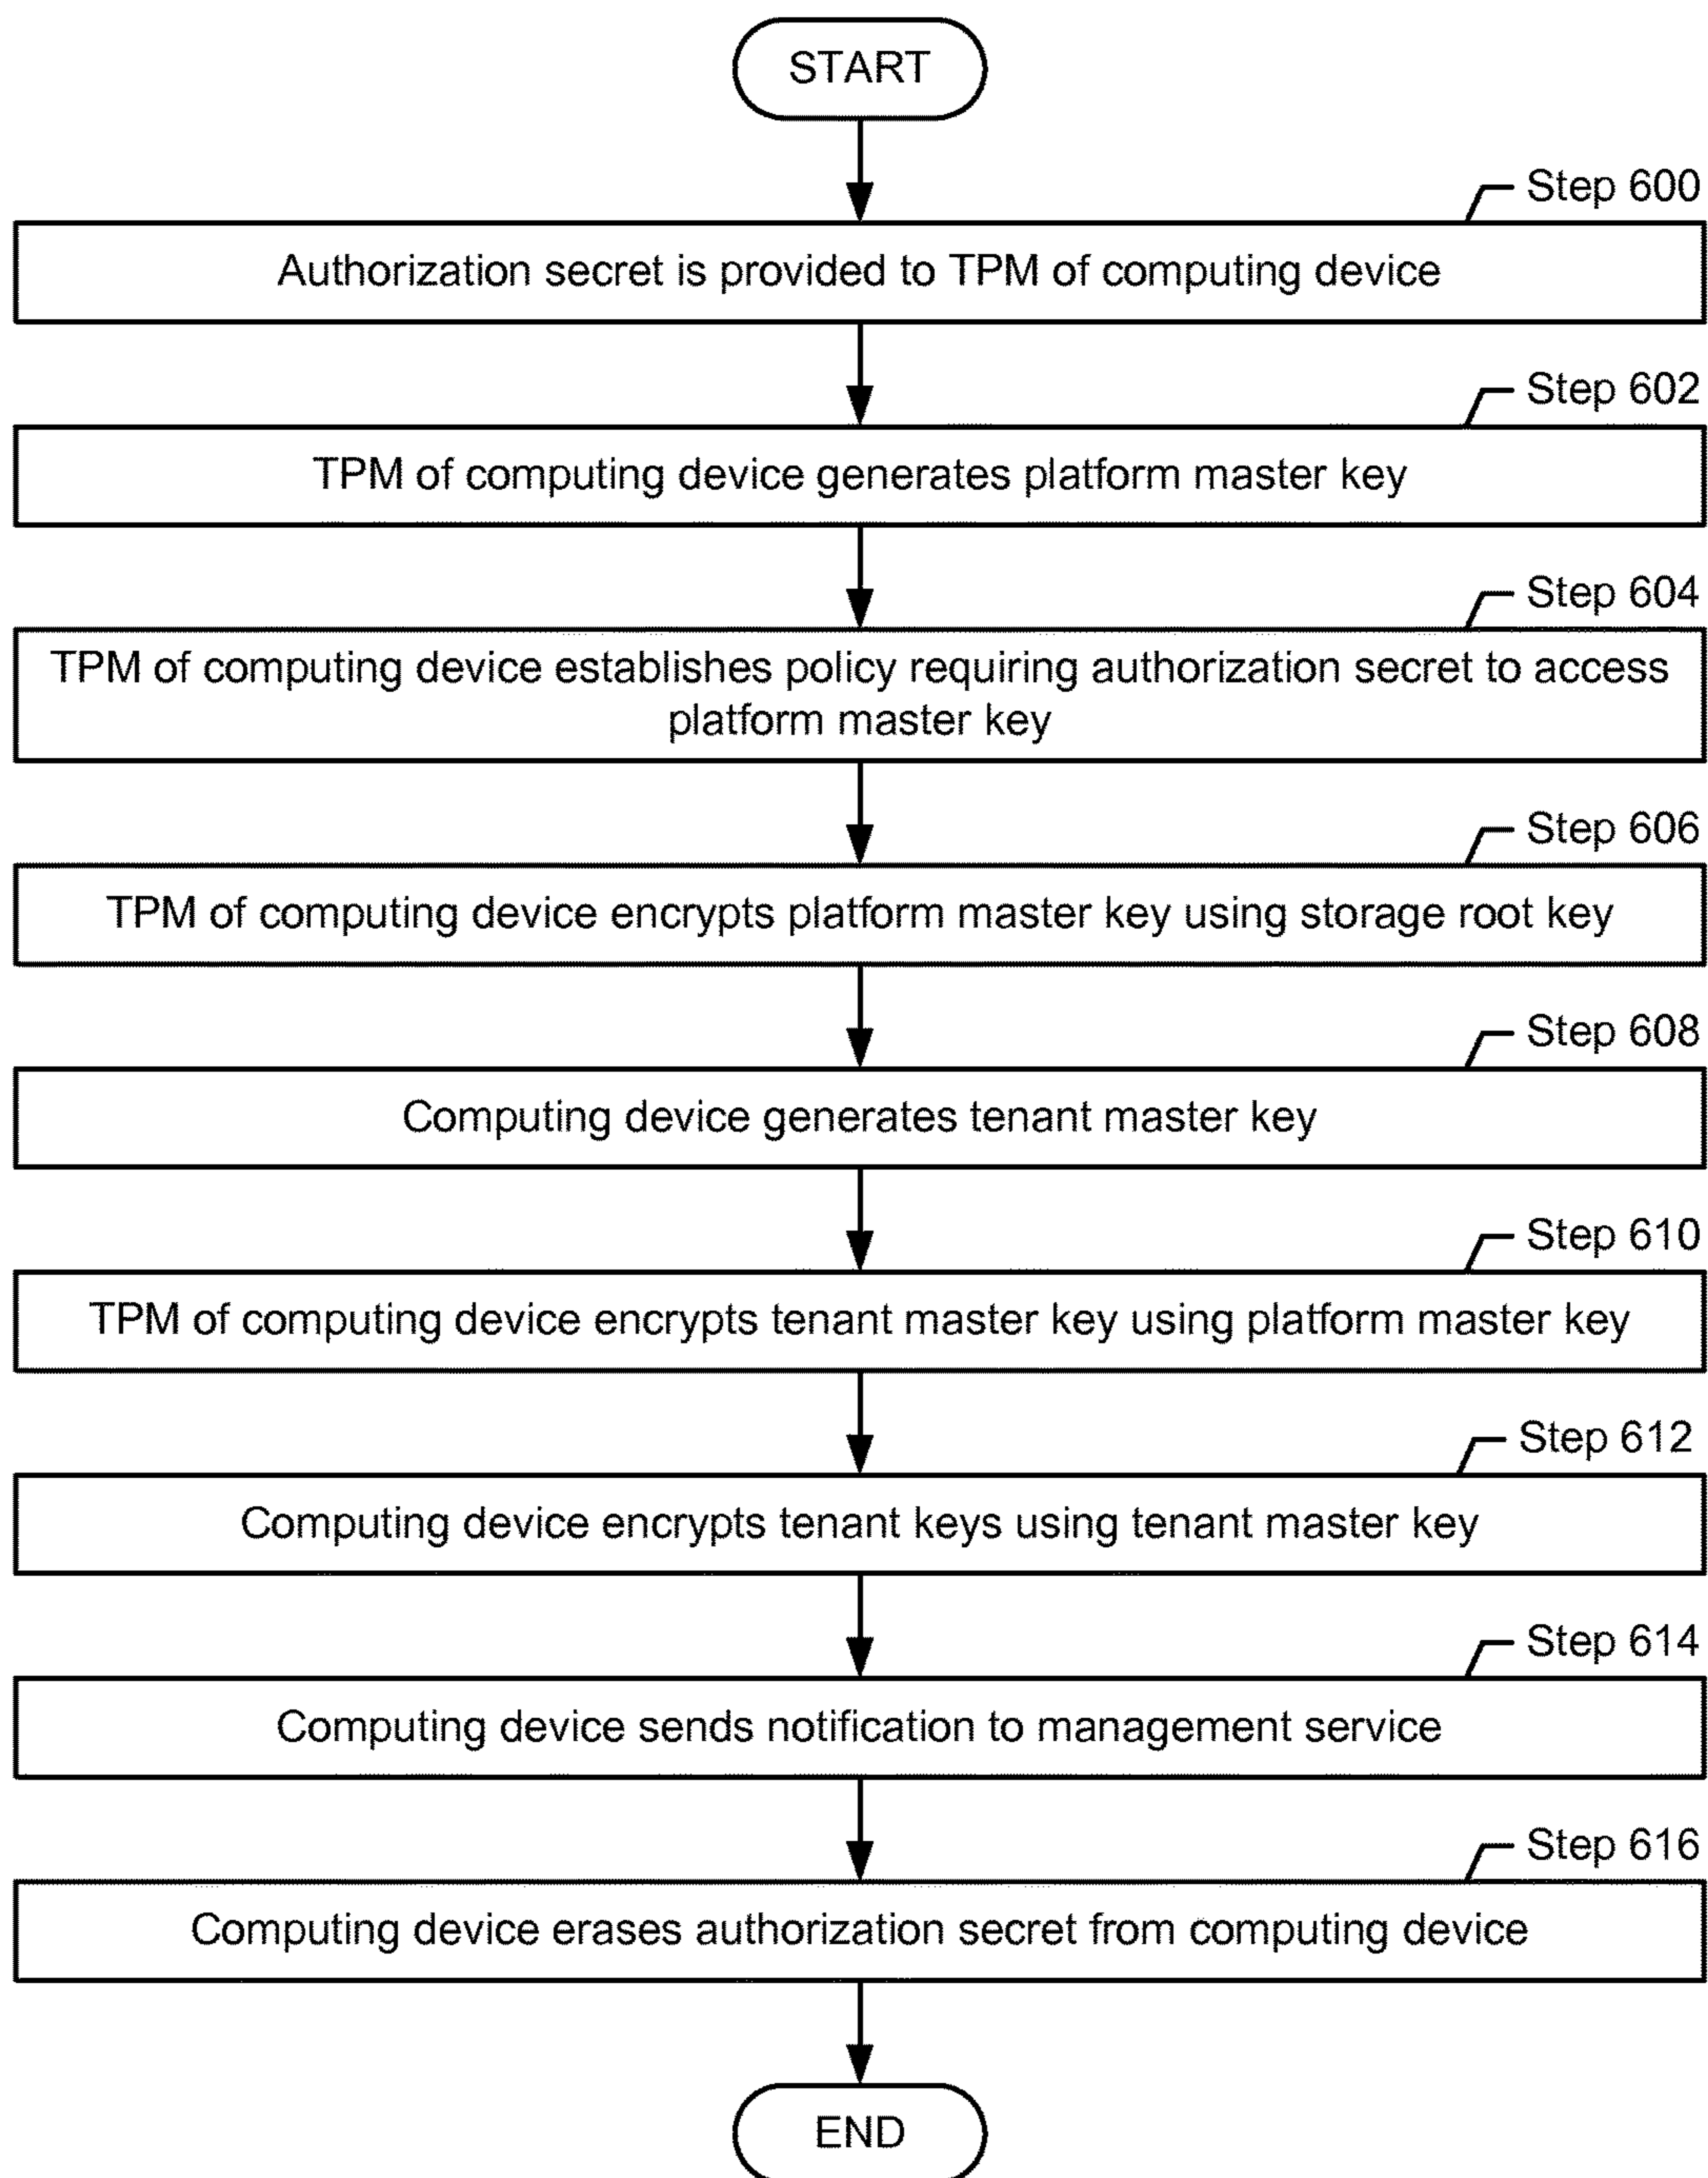 START
Step 600
Authorization secret is provided to TPM of computing device
Step 602
TPM of computing device generates platform master key
Step 604
TPM of computing device establishes policy requiring authorization secret to access
platform master key
Step 606
TPM of computing device encrypts platform master key using storage root key
Step 608
Computing device generates tenant master key
Step 610
TPM of computing device encrypts tenant master key using platform master key
Step 612
Computing device encrypts tenant keys using tenant master key
Step 614
Computing device sends notification to management service
Step 616
Computing device erases authorization secret from computing device
END